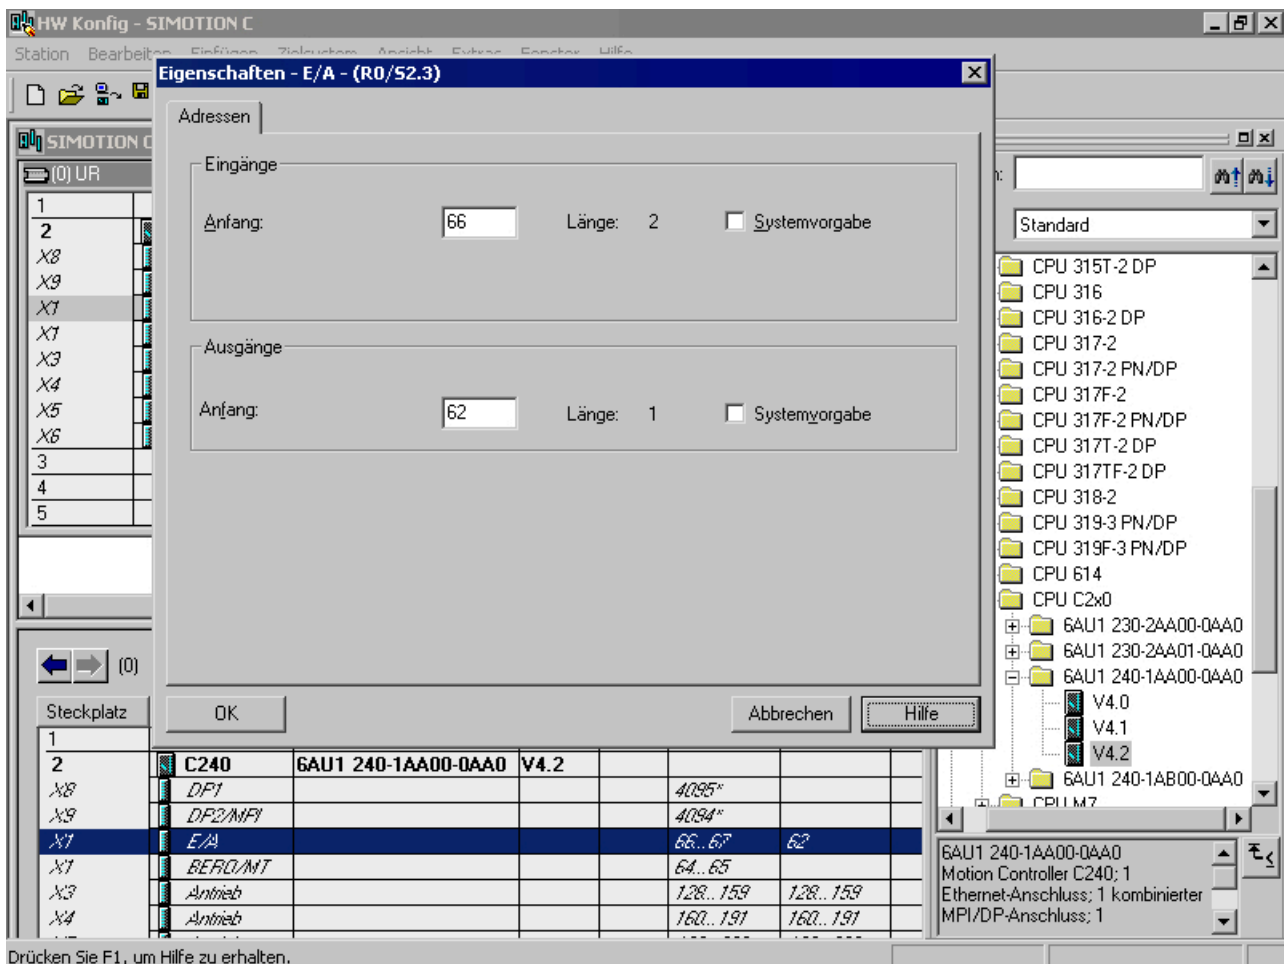 HW Konfig - SIMOTION C
Station Bearbeiten Einfügen Zielsystem Ansicht Extras Fenster Hilfe
Eigenschaften - E/A - (R0/S2.3)
Adressen
SIMOTION C
(0) UR
1
2
X8
X9
X1
X1
X3
X4
X5
X6
3
4
5
Eingänge
Anfang: 66 Länge: 2 Systemvorgabe
Ausgänge
Anfang: 62 Länge: 1 Systemvorgabe
OK Abbrechen Hilfe
Standard
CPU 315T-2 DP
CPU 316
CPU 316-2 DP
CPU 317-2
CPU 317-2 PN/DP
CPU 317F-2
CPU 317F-2 PN/DP
CPU 317T-2 DP
CPU 317TF-2 DP
CPU 318-2
CPU 319-3 PN/DP
CPU 319F-3 PN/DP
CPU 614
CPU C2x0
6AU1 230-2AA00-0AA0
6AU1 230-2AA01-0AA0
6AU1 240-1AA00-0AA0
V4.0
V4.1
V4.2
6AU1 240-1AB00-0AA0
CPU M7
(0)
Steckplatz
1
2 C240 6AU1 240-1AA00-0AA0 V4.2
X8 DP1 4095*
X9 DP2/MPI 4094*
X1 E/A 66...67 62
X1 BERO/MT 64...65
X3 Antrieb 128...159 128...159
X4 Antrieb 160...191 160...191
6AU1 240-1AA00-0AA0
Motion Controller C240; 1
Ethernet-Anschluss; 1 kombinierter
MPI/DP-Anschluss; 1
Drücken Sie F1, um Hilfe zu erhalten.